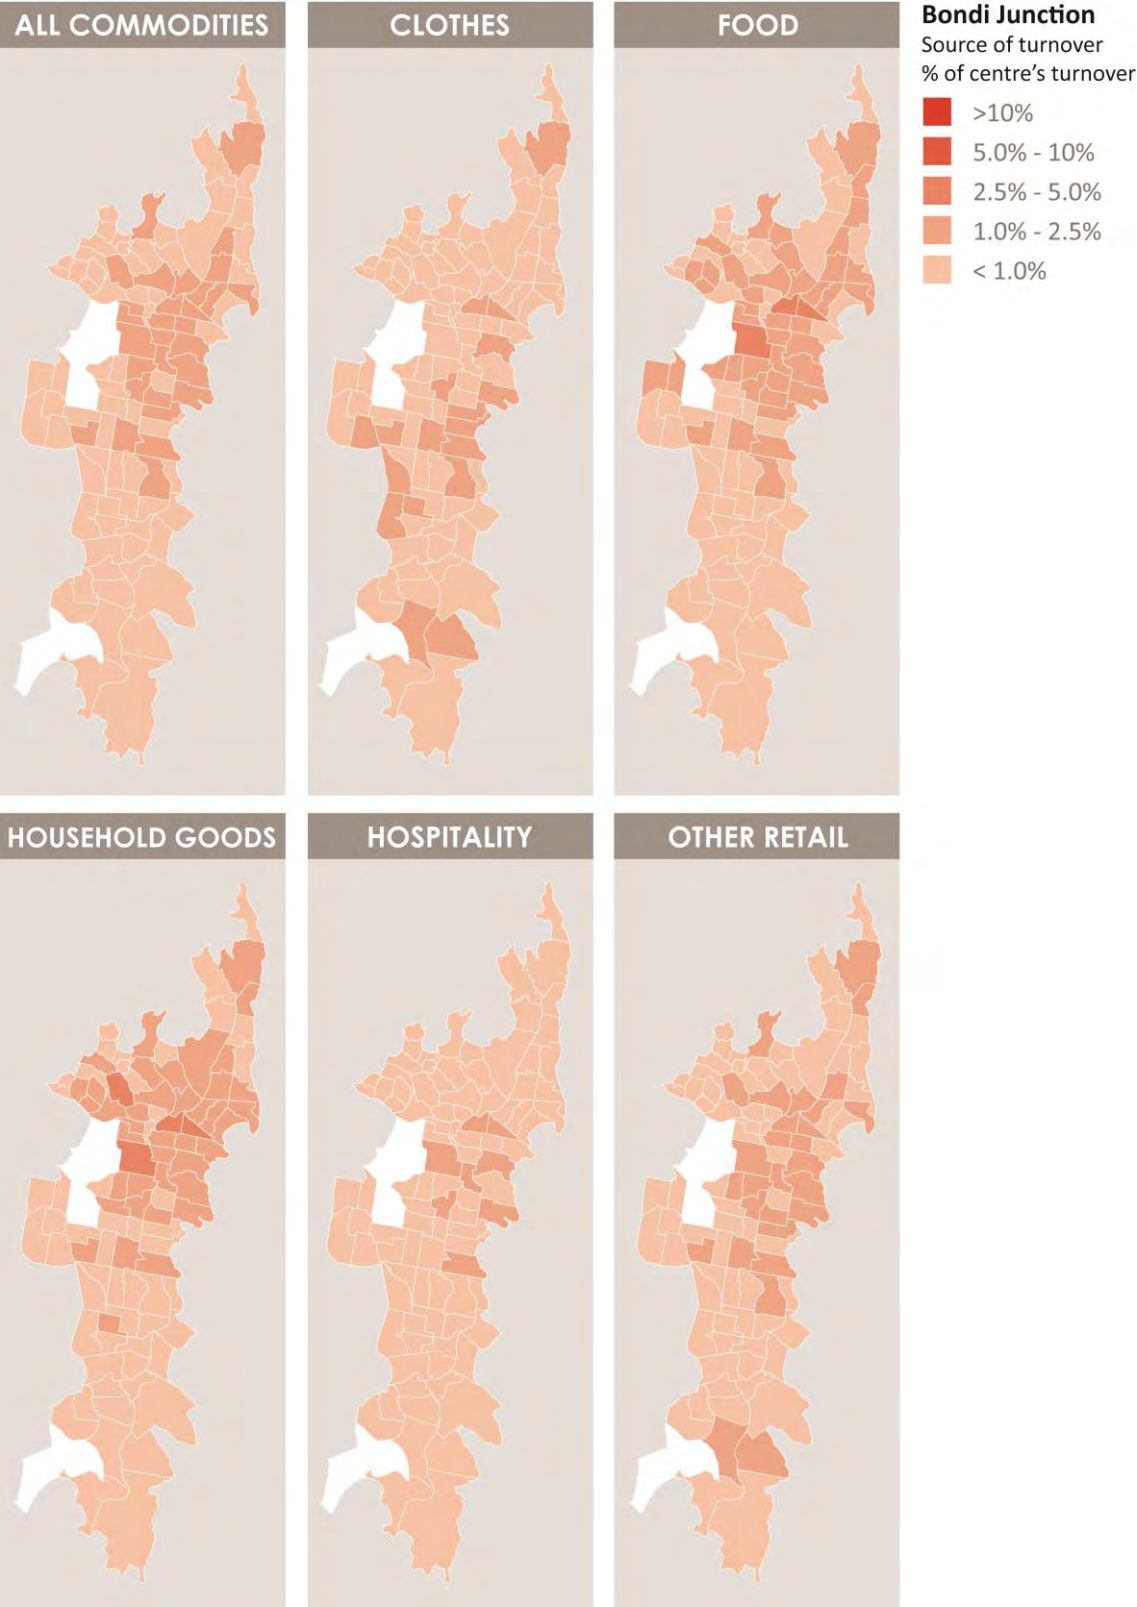 ALL COMMODITIES
CLOTHES
FOOD
Bondi Junction
Source of turnover
% of centre's turnover
>10%
5.0% - 10%
2.5% - 5.0%
1.0% - 2.5%
< 1.0%
HOUSEHOLD GOODS
HOSPITALITY
OTHER RETAIL